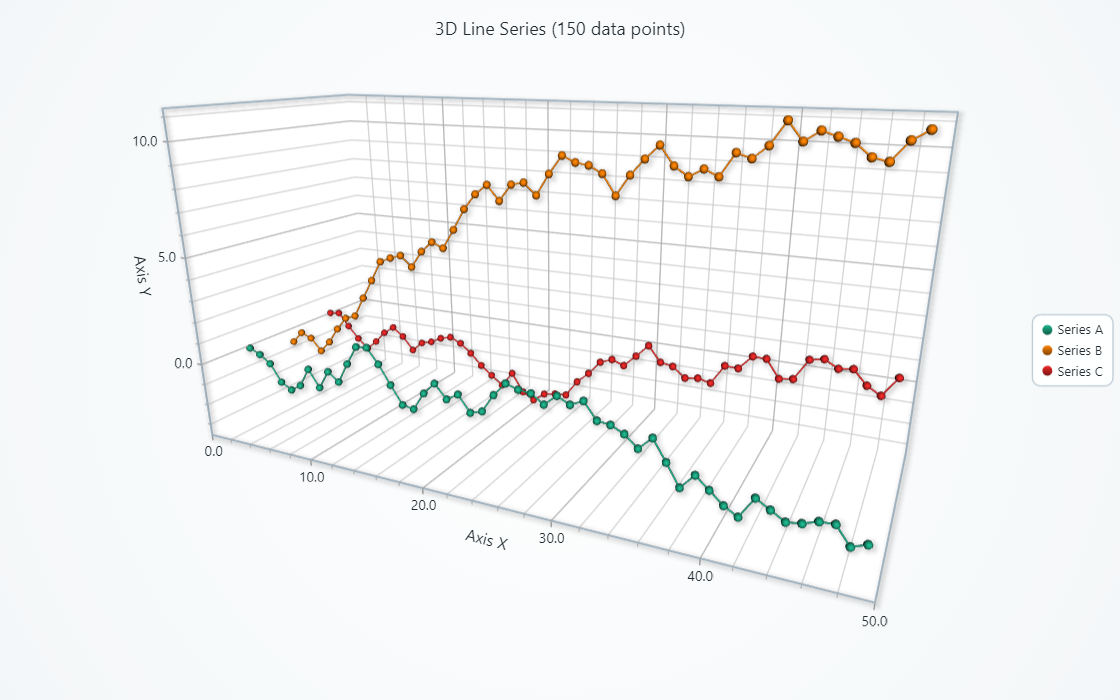 3D Line Series (150 data points)
10.0
5.0
0.0
Axis Y
0.0
10.0
20.0
30.0
40.0
50.0
Axis X
Series A
Series B
Series C